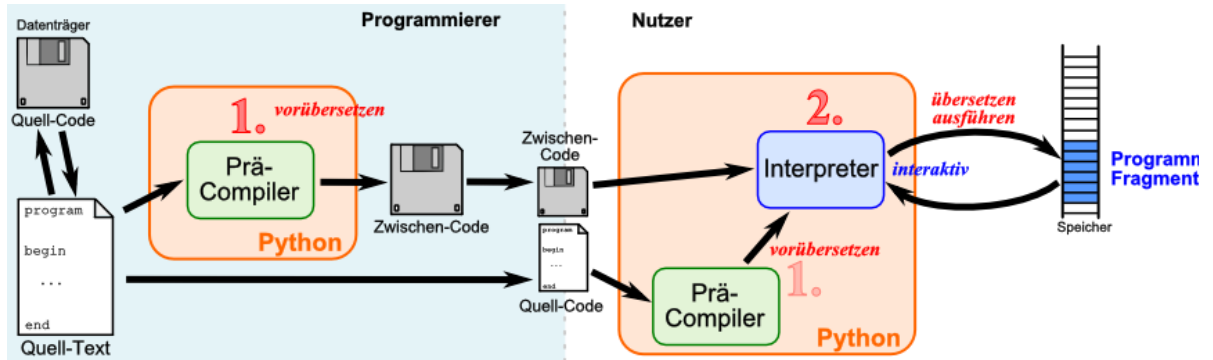 Programmierer
Nutzer
Datenträger
Quell-Code
program
begin
...
end
Quell-Text
1.
vorübersetzen
Prä-
Compiler
Python
Zwischen-Code
Zwischen-
Code
program
begin
...
end
Quell-Code
2.
Interpreter
vorübersetzen
1.
Prä-
Compiler
Python
übersetzen
ausführen
interaktiv
Speicher
Programm
Fragment